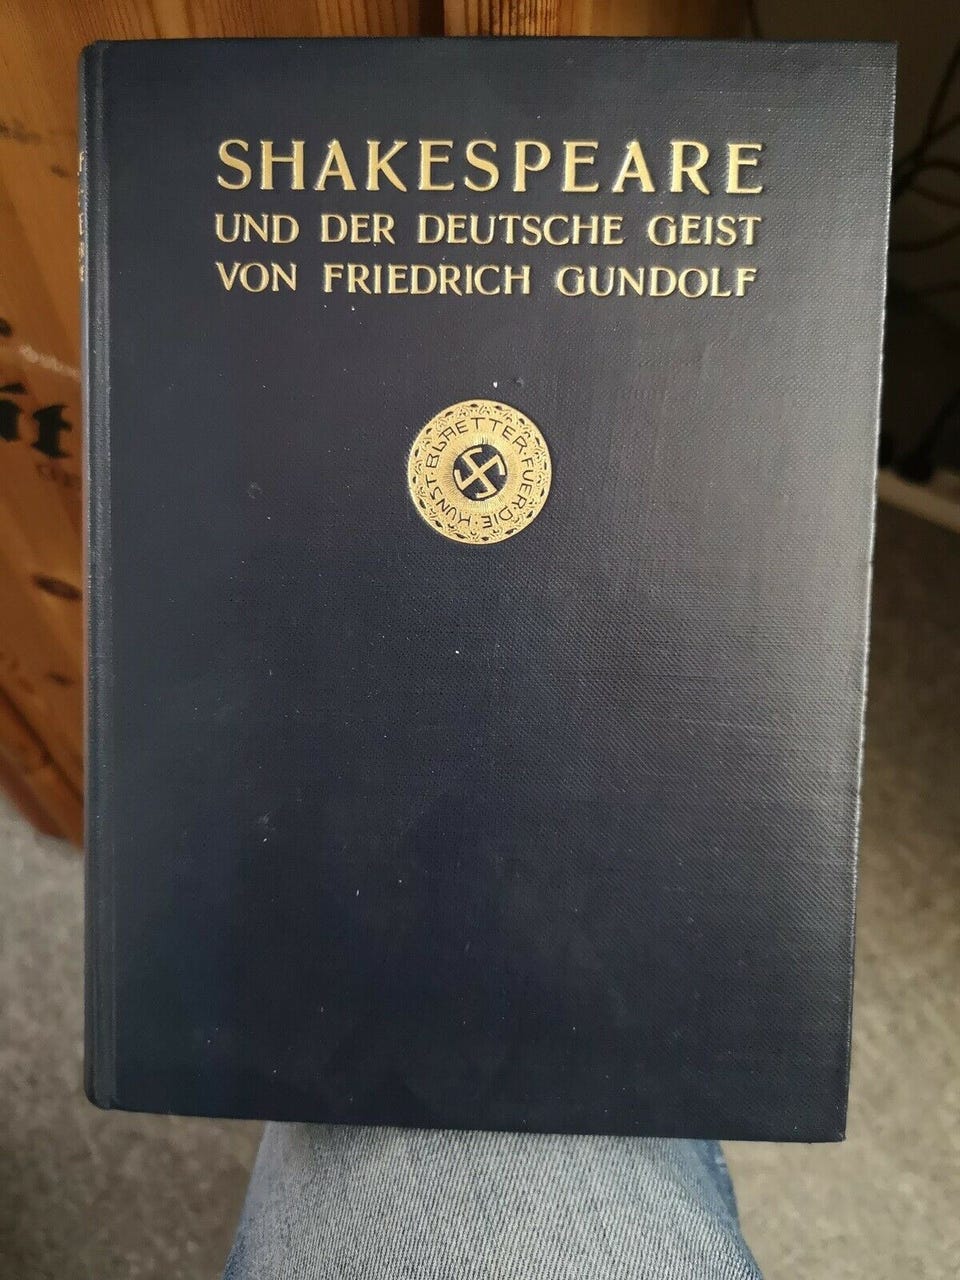 SHAKESPEARE
UND DER DEUTSCHE GEIST
VON FRIEDRICH GUNDOLF
BLAETTER · FUER · DIE · KUNST ·